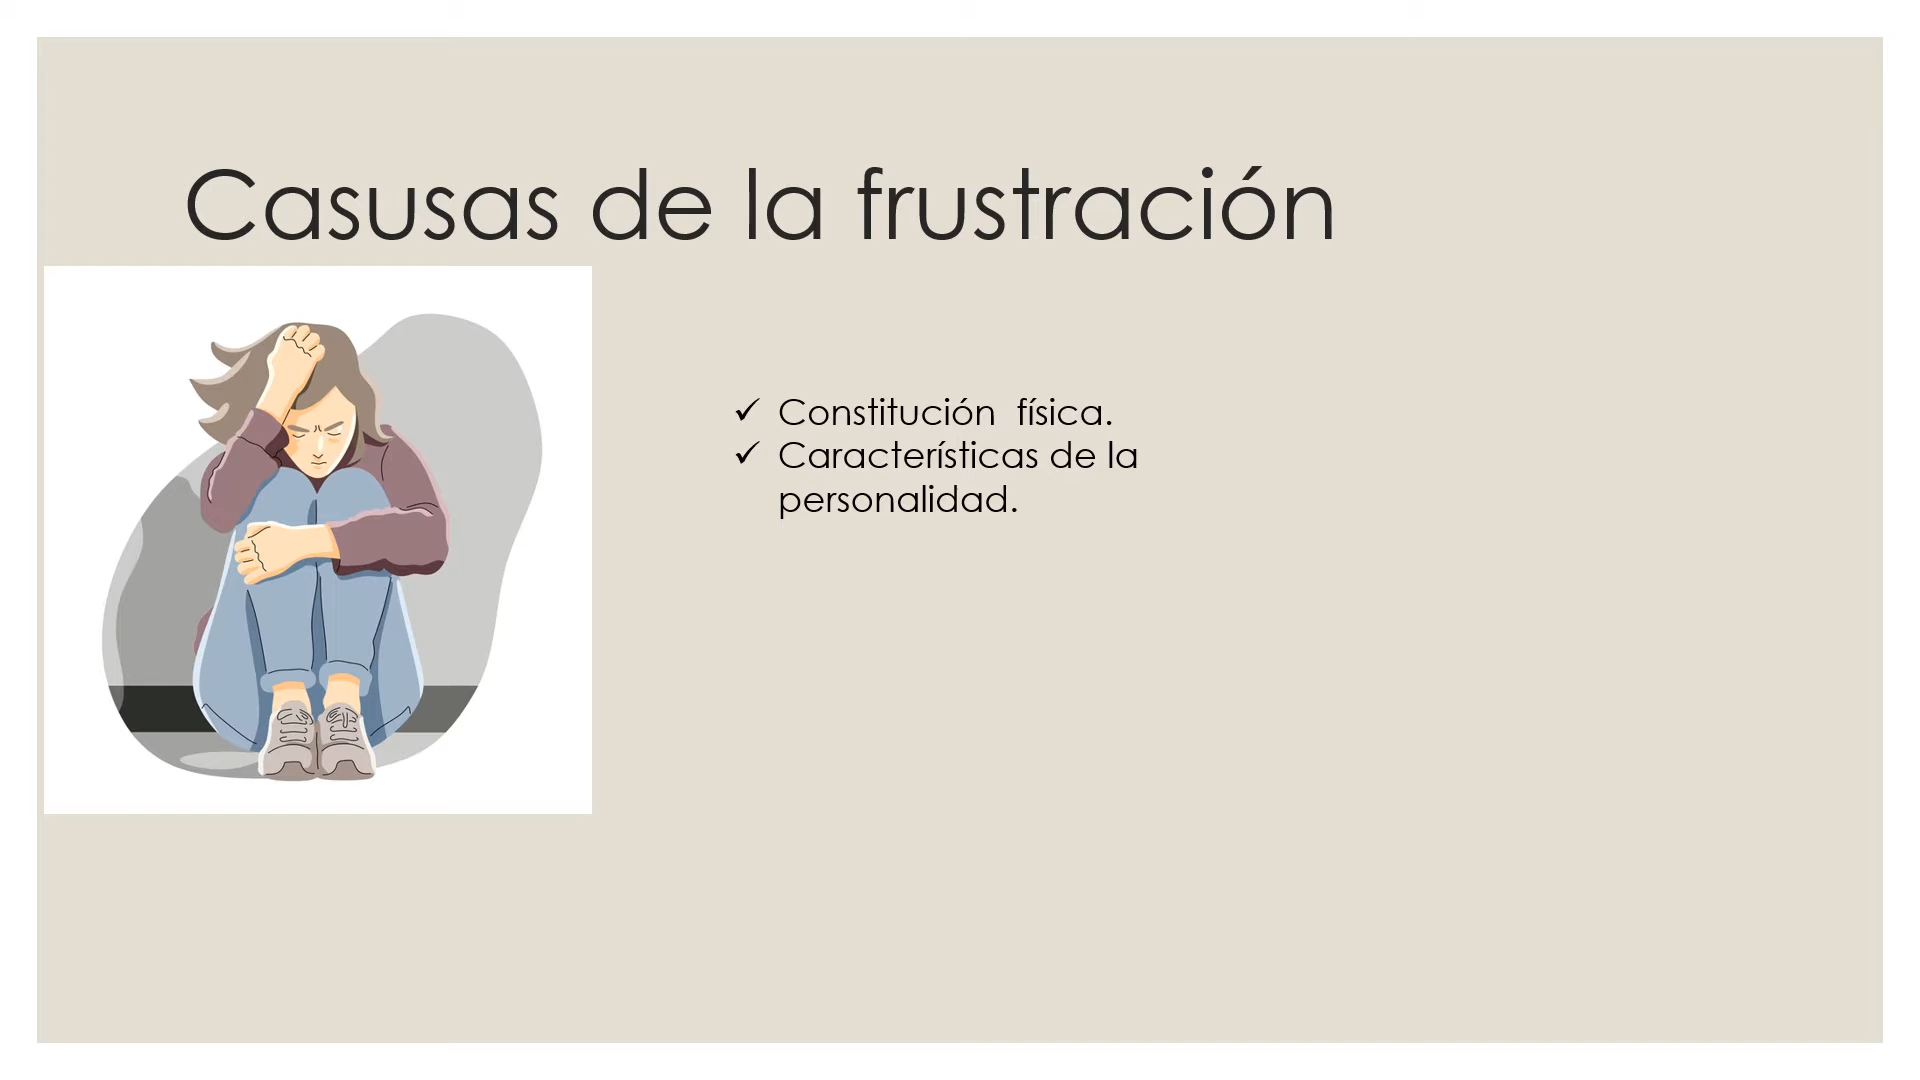 Casusas de la frustración
✓ Constitución  física.
✓ Características de la
personalidad.